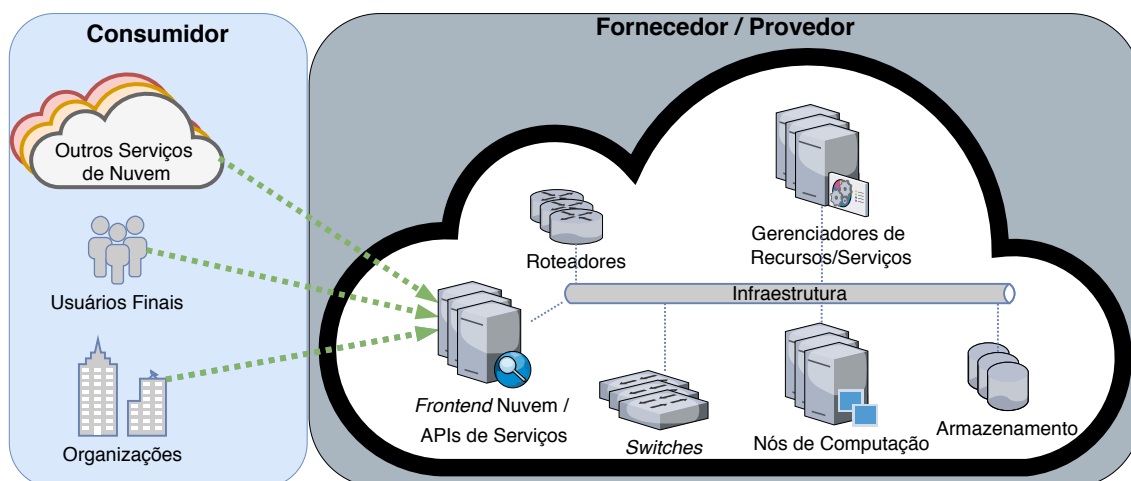 Consumidor
Outros Serviços
de Nuvem
Usuários Finais
Organizações
Fornecedor / Provedor
Roteadores
Gerenciadores de
Recursos/Serviços
Infraestrutura
Frontend Nuvem /
APIs de Serviços
Switches
Nós de Computação
Armazenamento